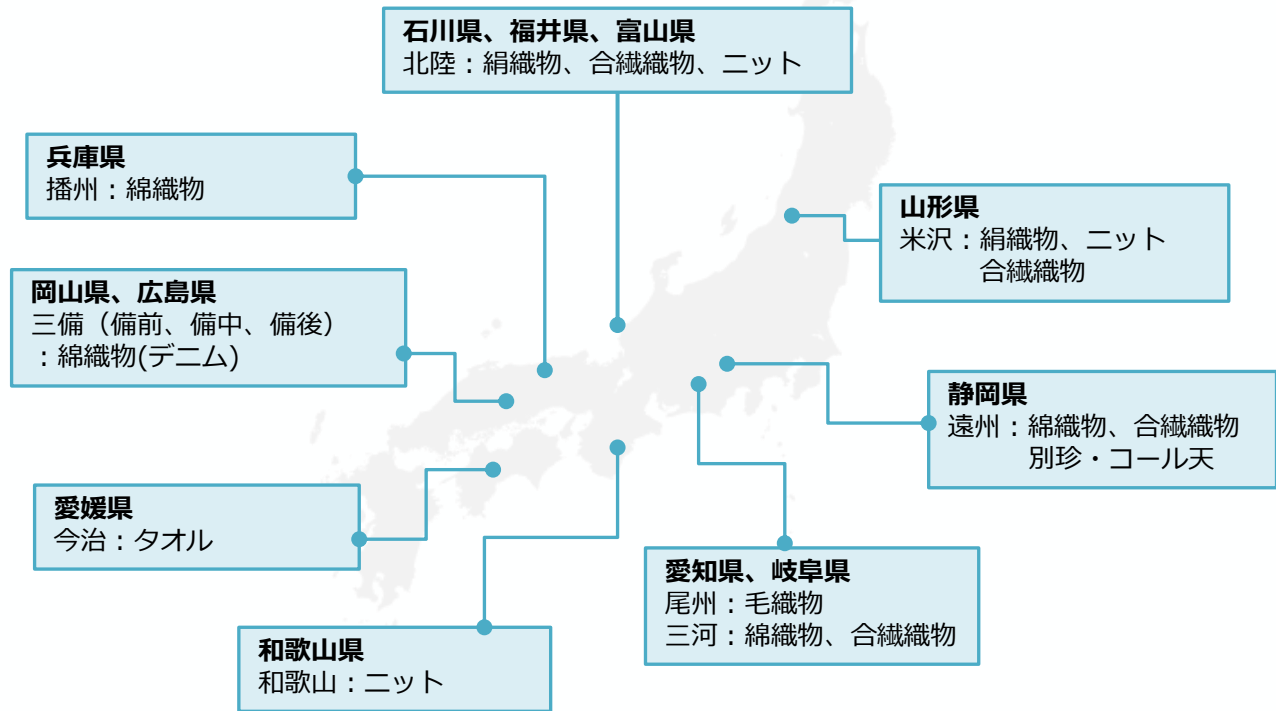 石川県、福井県、富山県
北陸：絹織物、合繊織物、ニット
兵庫県
播州：綿織物
山形県
米沢：絹織物、ニット
合繊織物
岡山県、広島県
三備（備前、備中、備後）
：綿織物(デニム)
静岡県
遠州：綿織物、合繊織物
別珍・コール天
愛媛県
今治：タオル
愛知県、岐阜県
尾州：毛織物
三河：綿織物、合繊織物
和歌山県
和歌山：ニット